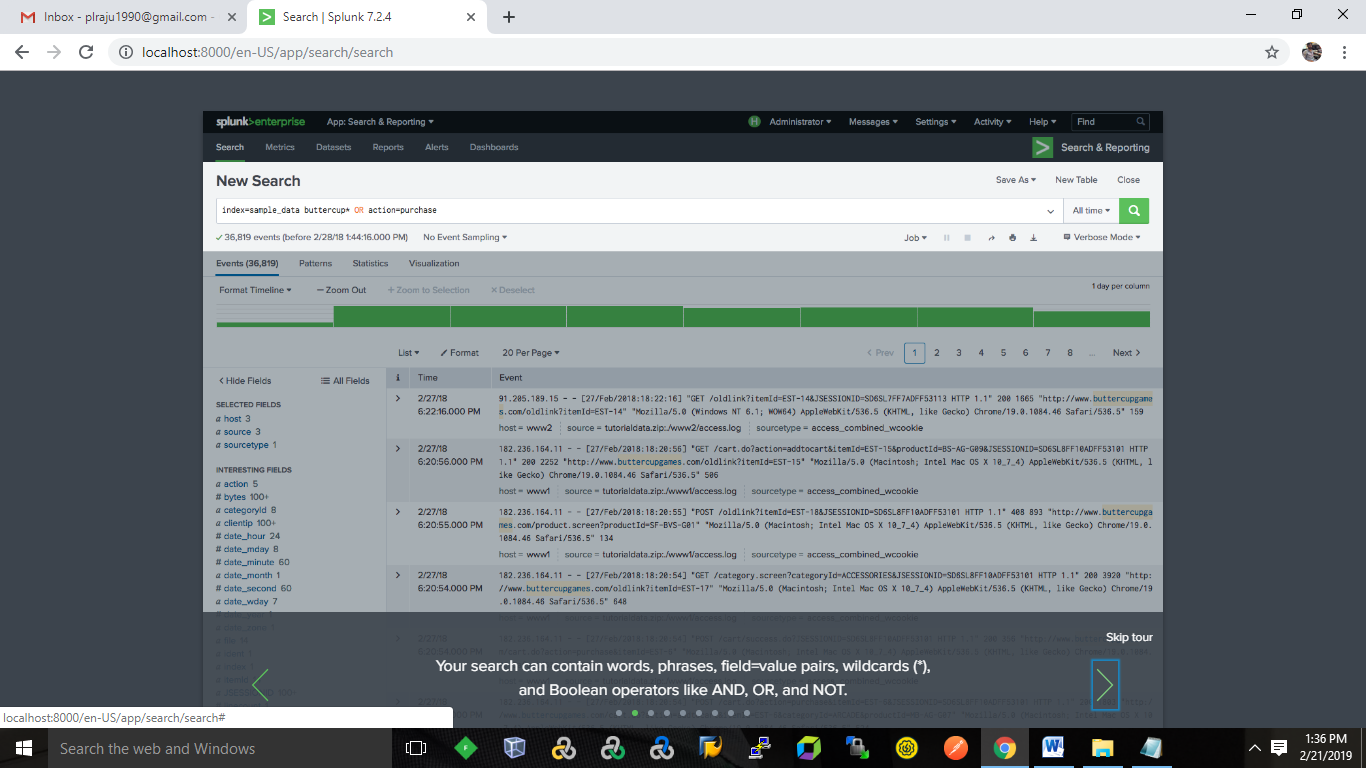 Inbox - plraju1990@gmail.com -
Search | Splunk 7.2.4
localhost:8000/en-US/app/search/search
splunk>enterprise App: Search & Reporting
H Administrator Messages Settings Activity Help Find
Search Metrics Datasets Reports Alerts Dashboards
Search & Reporting
New Search
Save As New Table Close
index=sample_data buttercup* OR action=purchase
All time
36,819 events (before 2/28/18 1:44:16.000 PM) No Event Sampling
Job Verbose Mode
Events (36,819) Patterns Statistics Visualization
Format Timeline — Zoom Out + Zoom to Selection × Deselect
1 day per column
List Format 20 Per Page
< Prev 1 2 3 4 5 6 7 8 ... Next >
< Hide Fields All Fields
i Time Event
SELECTED FIELDS
a host 3
a source 3
a sourcetype 1
INTERESTING FIELDS
a action 5
# bytes 100+
a categoryId 8
a clientip 100+
# date_hour 24
# date_mday 8
# date_minute 60
a date_month 1
# date_second 60
a date_wday 7
2/27/18
6:22:16.000 PM
91.205.189.15 - - [27/Feb/2018:18:22:16] "GET /oldlink?itemId=EST-14&JSESSIONID=SD6SL7FF7ADFF53113 HTTP 1.1" 200 1665 "http://www.buttercupgame
s.com/oldlink?itemId=EST-14" "Mozilla/5.0 (Windows NT 6.1; WOW64) AppleWebKit/536.5 (KHTML, like Gecko) Chrome/19.0.1084.46 Safari/536.5" 159
host = www2 source = tutorialdata.zip:./www2/access.log sourcetype = access_combined_wcookie
2/27/18
6:20:56.000 PM
182.236.164.11 - - [27/Feb/2018:18:20:56] "GET /cart.do?action=addtocart&itemId=EST-15&productId=BS-AG-G09&JSESSIONID=SD6SL8FF10ADFF53101 HTTP
1.1" 200 2252 "http://www.buttercupgames.com/oldlink?itemId=EST-15" "Mozilla/5.0 (Macintosh; Intel Mac OS X 10_7_4) AppleWebKit/536.5 (KHTML, l
ike Gecko) Chrome/19.0.1084.46 Safari/536.5" 506
host = www1 source = tutorialdata.zip:./www1/access.log sourcetype = access_combined_wcookie
2/27/18
6:20:55.000 PM
182.236.164.11 - - [27/Feb/2018:18:20:55] "POST /oldlink?itemId=EST-18&JSESSIONID=SD6SL8FF10ADFF53101 HTTP 1.1" 408 893 "http://www.buttercupga
mes.com/product.screen?productId=SF-BVS-G01" "Mozilla/5.0 (Macintosh; Intel Mac OS X 10_7_4) AppleWebKit/536.5 (KHTML, like Gecko) Chrome/19.0.
1084.46 Safari/536.5" 134
host = www1 source = tutorialdata.zip:./www1/access.log sourcetype = access_combined_wcookie
2/27/18
6:20:54.000 PM
182.236.164.11 - - [27/Feb/2018:18:20:54] "GET /category.screen?categoryId=ACCESSORIES&JSESSIONID=SD6SL8FF10ADFF53101 HTTP 1.1" 200 3920 "http:
//www.buttercupgames.com/oldlink?itemId=EST-17" "Mozilla/5.0 (Macintosh; Intel Mac OS X 10_7_4) AppleWebKit/536.5 (KHTML, like Gecko) Chrome/19
.0.1084.46 Safari/536.5" 648
Skip tour
Your search can contain words, phrases, field=value pairs, wildcards (*),
and Boolean operators like AND, OR, and NOT.
localhost:8000/en-US/app/search/search#
Search the web and Windows
1:36 PM
2/21/2019